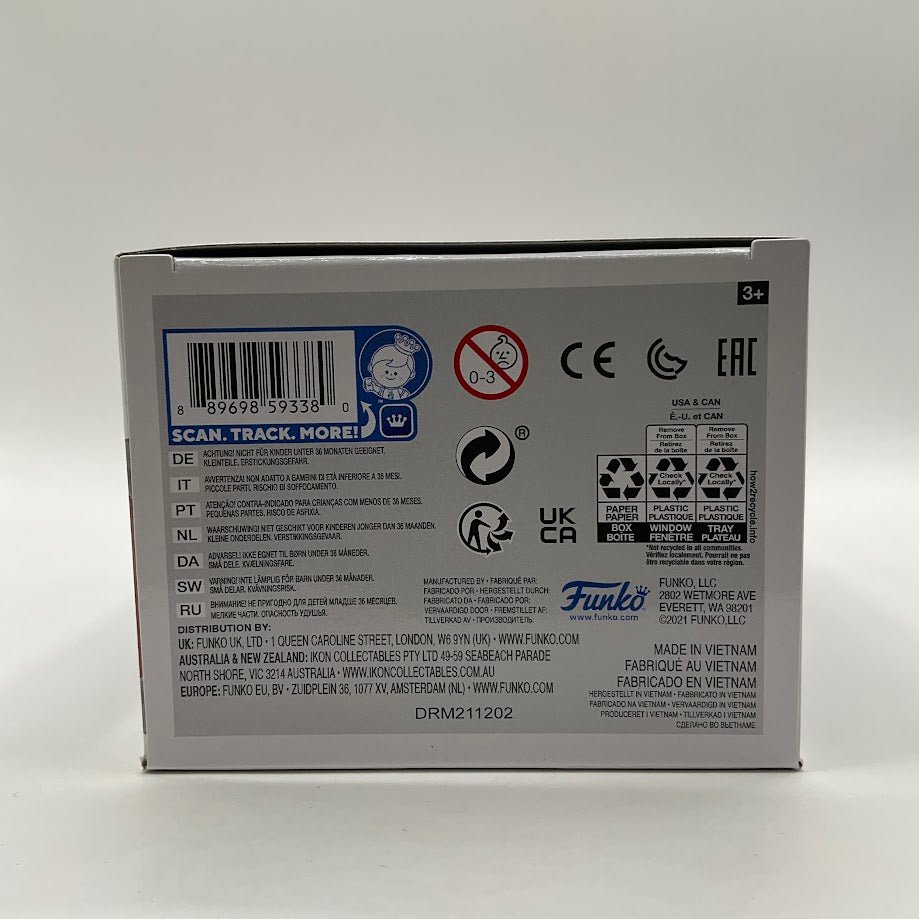 3+
8 89698 59338 0
SCAN. TRACK. MORE!
TM
0-3
CE
EAC
®
UK
CA
USA & CAN
É.-U. et CAN
Remove From Box
Retirez de la boîte
Remove From Box
Retirez de la boîte
Check Locally*
Check Locally*
PAPER PAPIER
PLASTIC PLASTIQUE
PLASTIC PLASTIQUE
BOX BOÎTE
WINDOW FENÊTRE
TRAY PLATEAU
how2recycle.info
*Not recycled in all communities.
Vérifiez localement. Pourrait ne pas
être recyclable dans votre région.
DE ACHTUNG! NICHT FÜR KINDER UNTER 36 MONATEN GEEIGNET.
KLEINTEILE. ERSTICKUNGSGEFAHR.
IT AVVERTENZA! NON ADATTO A BAMBINI DI ETÀ INFERIORE A 36 MESI.
PICCOLE PARTI. RISCHIO DI SOFFOCAMENTO.
PT ATENÇÃO! CONTRA-INDICADO PARA CRIANÇAS COM MENOS DE 36 MESES.
PEQUENAS PARTES. RISCO DE ASFIXIA.
NL WAARSCHUWING! NIET GESCHIKT VOOR KINDEREN JONGER DAN 36 MAANDEN.
KLEINE ONDERDELEN. VERSTIKKINGSGEVAAR.
DA ADVARSEL! IKKE EGNET TIL BØRN UNDER 36 MÅNEDER.
SMÅ DELE. KVÆLNINGSFARE.
SW VARNING! INTE LÄMPLIG FÖR BARN UNDER 36 MÅNADER.
SMÅ DELAR. KVÄVNINGSRISK.
RU ВНИМАНИЕ! НЕ ПРИГОДНО ДЛЯ ДЕТЕЙ МЛАДШЕ 36 МЕСЯЦЕВ.
МЕЛКИЕ ЧАСТИ. ОПАСНОСТЬ УДУШЬЯ.
MANUFACTURED BY • FABRIQUÉ PAR:
FABRICADO POR • HERGESTELLT DURCH:
FABBRICATO DA • FABRICADO POR:
VERVAARDIGD DOOR • FREMSTILLET AF:
TILLVERKAD AV • ПРОИЗВОДИТЕЛЬ:
Funko
www.funko.com
FUNKO, LLC
2802 WETMORE AVE
EVERETT, WA 98201
©2021 FUNKO,LLC
DISTRIBUTION BY:
UK: FUNKO UK, LTD • 1 QUEEN CAROLINE STREET, LONDON, W6 9YN (UK) • WWW.FUNKO.COM
AUSTRALIA & NEW ZEALAND: IKON COLLECTABLES PTY LTD 49-59 SEABEACH PARADE
NORTH SHORE, VIC 3214 AUSTRALIA • WWW.IKONCOLLECTABLES.COM.AU
EUROPE: FUNKO EU, BV • ZUIDPLEIN 36, 1077 XV, AMSTERDAM (NL) • WWW.FUNKO.COM
DRM211202
MADE IN VIETNAM
FABRIQUÉ AU VIETNAM
FABRICADO EN VIETNAM
HERGESTELLT IN VIETNAM • FABBRICATO IN VIETNAM
FABRICADO NA VIETNAM • VERVAARDIGD IN VIETNAM
PRODUCERET I VIETNAM • TILLVERKAD I VIETNAM
СДЕЛАНО ВО ВЬЕТНАМЕ